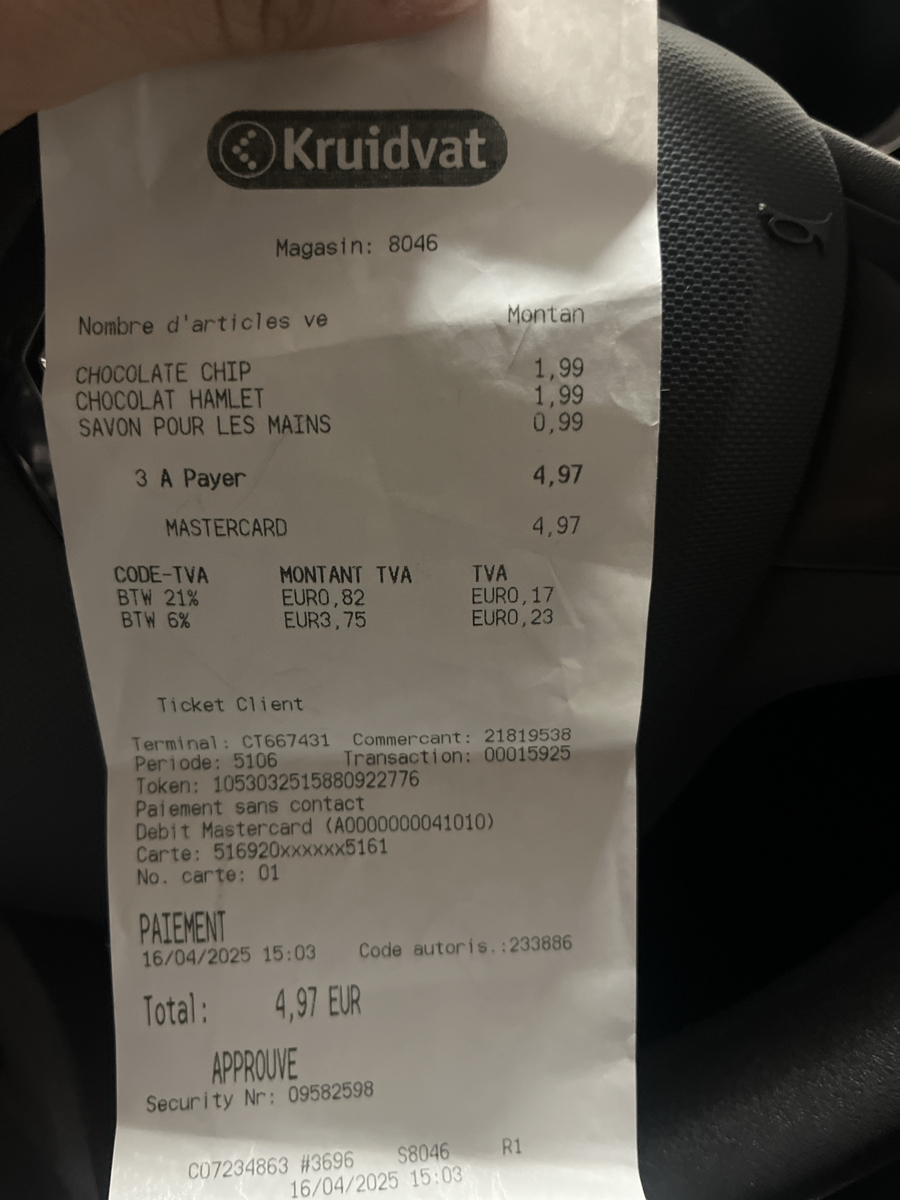 Kruidvat
Magasin: 8046
Nombre d'articles ve Montan
CHOCOLATE CHIP 1,99
CHOCOLAT HAMLET 1,99
SAVON POUR LES MAINS 0,99
3 A Payer 4,97
MASTERCARD 4,97
CODE-TVA MONTANT TVA TVA
BTW 21% EUR0,82 EUR0,17
BTW 6% EUR3,75 EUR0,23
Ticket Client
Terminal: CT667431 Commercant: 21819538
Periode: 5106 Transaction: 00015925
Token: 1053032515880922776
Paiement sans contact
Debit Mastercard (A0000000041010)
Carte: 516920xxxxxx5161
No. carte: 01
PAIEMENT
16/04/2025 15:03 Code autoris.:233886
Total: 4,97 EUR
APPROUVE
Security Nr: 09582598
C07234863 #3696 S8046 R1
16/04/2025 15:03